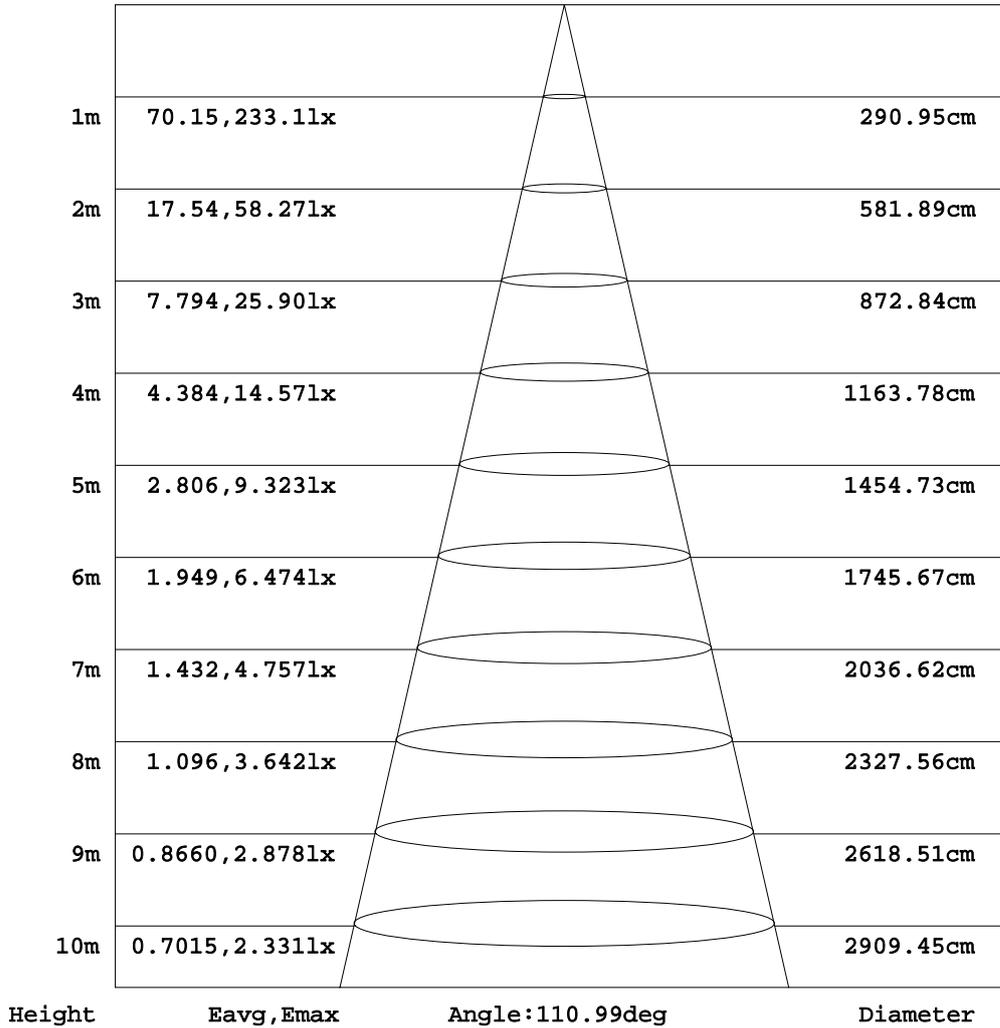 1m 70.15,233.1lx 290.95cm
2m 17.54,58.27lx 581.89cm
3m 7.794,25.90lx 872.84cm
4m 4.384,14.57lx 1163.78cm
5m 2.806,9.323lx 1454.73cm
6m 1.949,6.474lx 1745.67cm
7m 1.432,4.757lx 2036.62cm
8m 1.096,3.642lx 2327.56cm
9m 0.8660,2.878lx 2618.51cm
10m 0.7015,2.331lx 2909.45cm
Height Eavg,Emax Angle:110.99deg Diameter